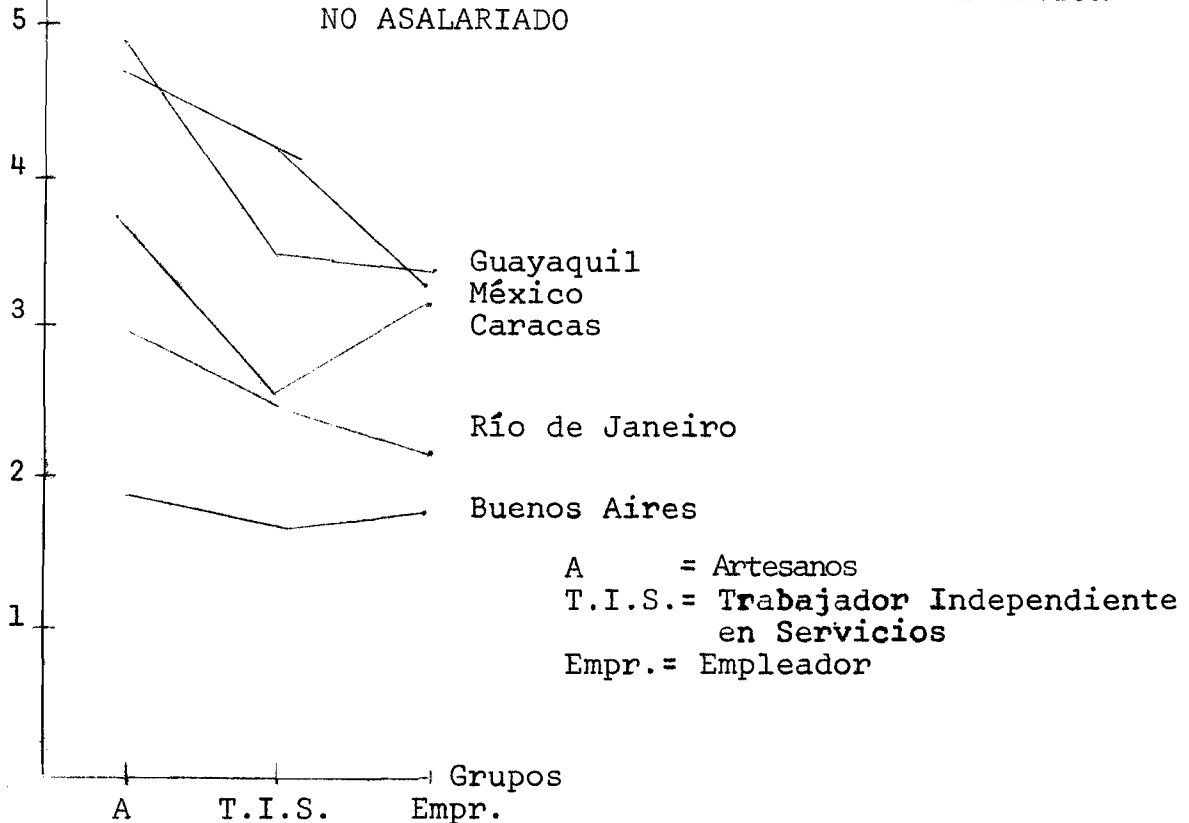 5
NO ASALARIADO
4
Guayaquil
México
3
Caracas
Río de Janeiro
2
Buenos Aires
A = Artesanos
T.I.S.= Trabajador Independiente
1
en Servicios
Empr.= Empleador
Grupos
A T.I.S. Empr.